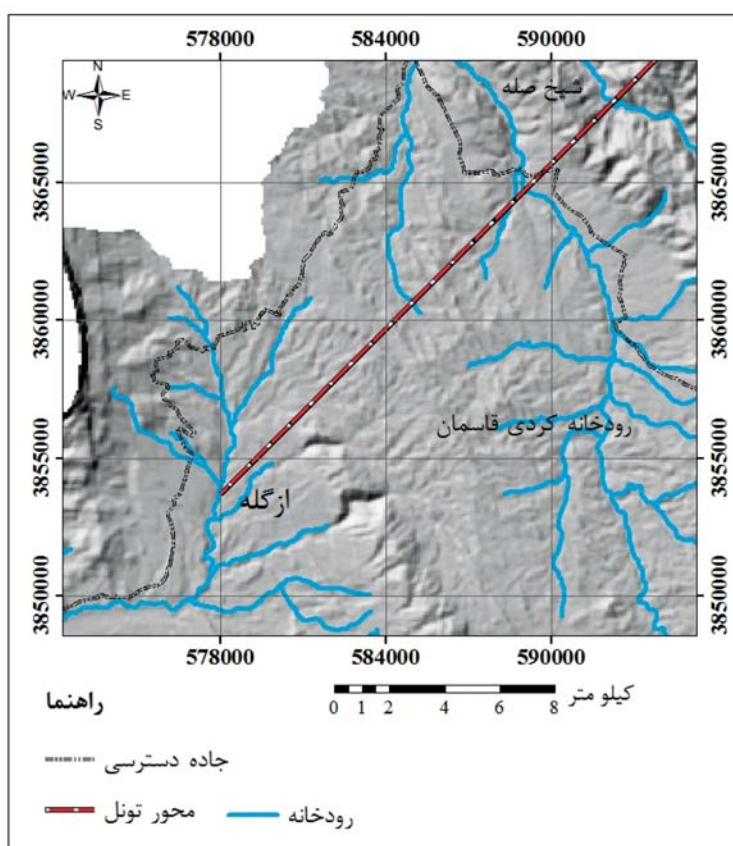 578000 584000 590000
N
W E
S
شیخ صله
3865000 3865000
3860000 3860000
رودخانه کردی قاسمان
3855000 3855000
ازگله
3850000 3850000
578000 584000 590000
راهنما
کیلو متر
0 1 2 4 6 8
جاده دسترسی
محور تونل
رودخانه